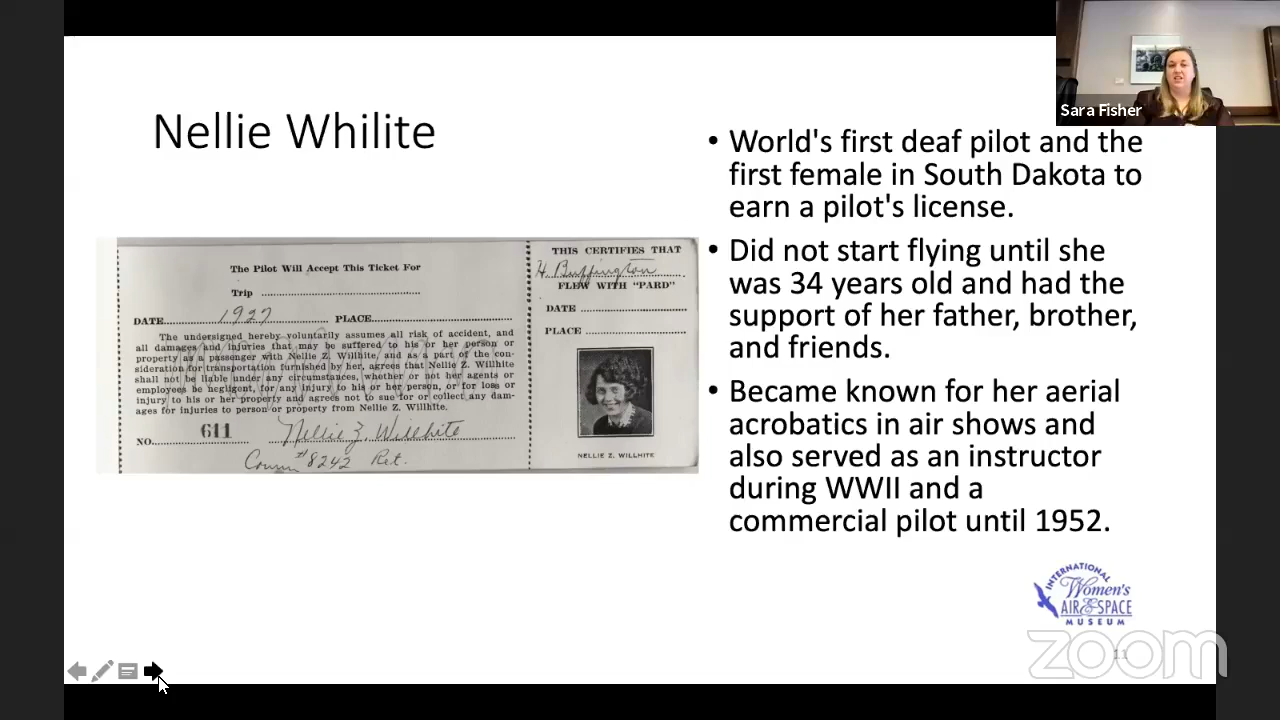 Sara Fisher
Nellie Whilite
• World's first deaf pilot and the
first female in South Dakota to
earn a pilot's license.
• Did not start flying until she
was 34 years old and had the
support of her father, brother,
and friends.
• Became known for her aerial
acrobatics in air shows and
also served as an instructor
during WWII and a
commercial pilot until 1952.
The Pilot Will Accept This Ticket For
Trip
DATE 1927 PLACE
The undersigned hereby voluntarily assumes all risk of accident, and
all damages and injuries that may be suffered to his or her person or
property as a passenger with Nellie Z. Willhite, and as a part of the con-
sideration for transportation furnished by her, agrees that Nellie Z. Willhite
shall not be liable under any circumstances, whether or not her agents or
employees be negligent, for any injury to his or her person, or for loss or
injury to his or her property and agrees not to sue for or collect any dam-
ages for injuries to person or property from Nellie Z. Willhite.
NO. 611 Nellie Z. Willhite
Comm #8242 Ret.
THIS CERTIFIES THAT
H. Buffington
FLEW WITH "PARD"
DATE
PLACE
NELLIE Z. WILLHITE
INTERNATIONAL
Women's
AIR & SPACE
MUSEUM
zoom
11